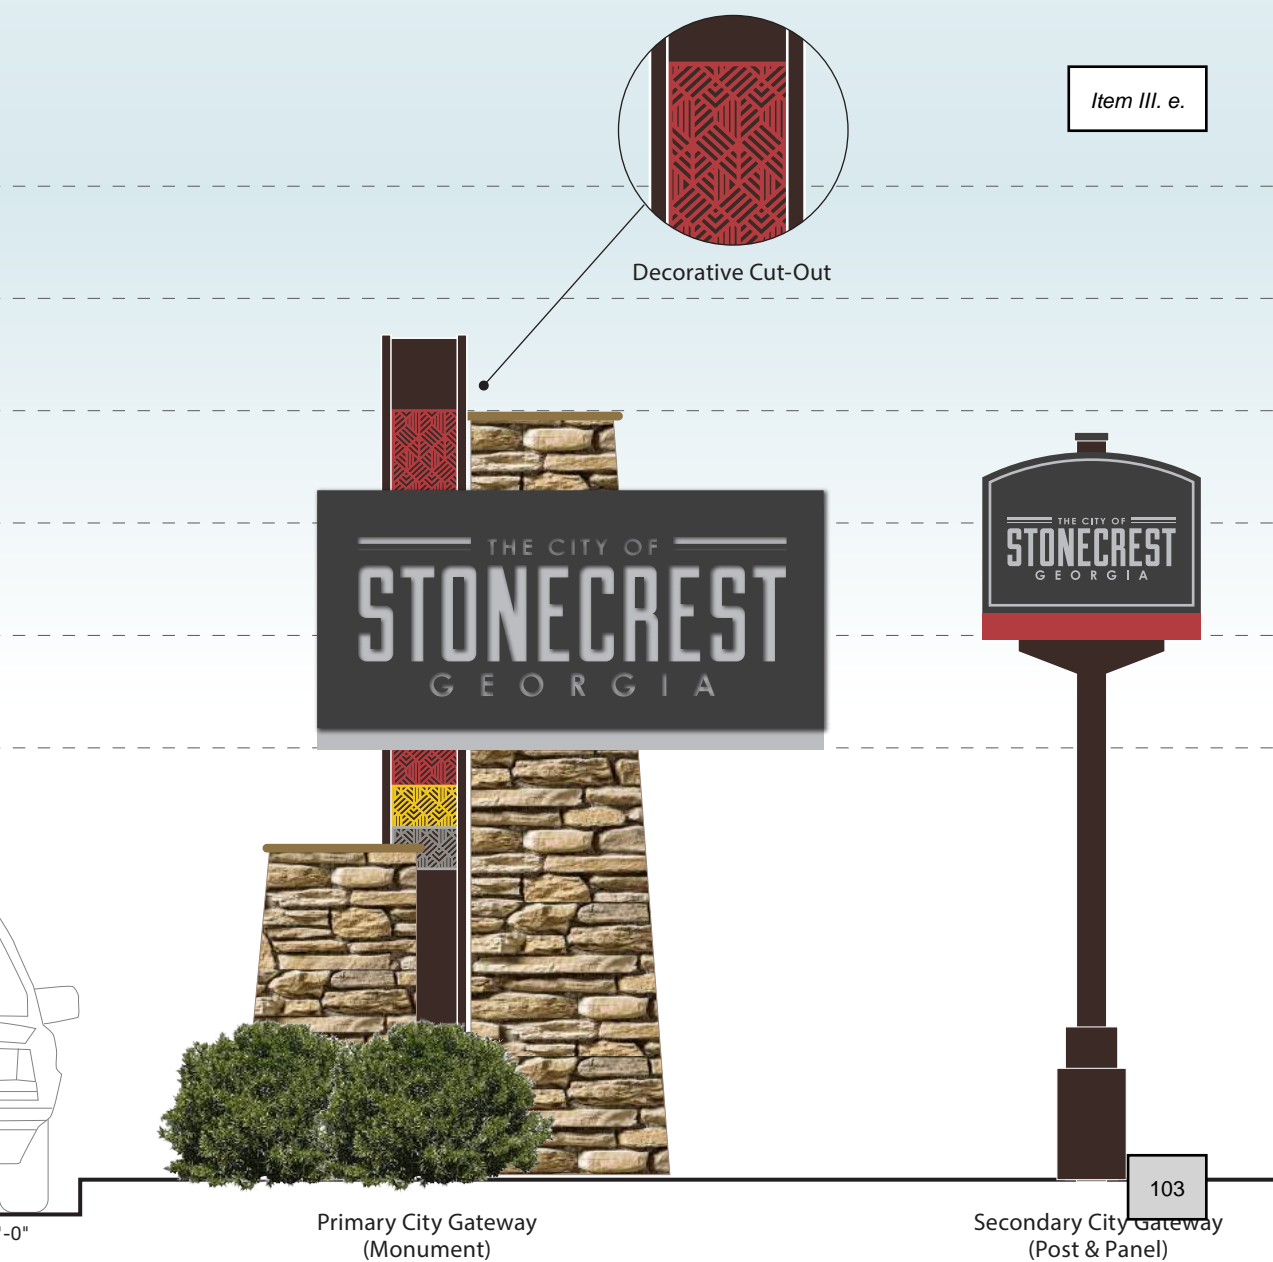 Item III. e.
Decorative Cut-Out
THE CITY OF
STONECREST
GEORGIA
THE CITY OF
STONECREST
GEORGIA
103
-0"
Primary City Gateway
(Monument)
Secondary City Gateway
(Post & Panel)